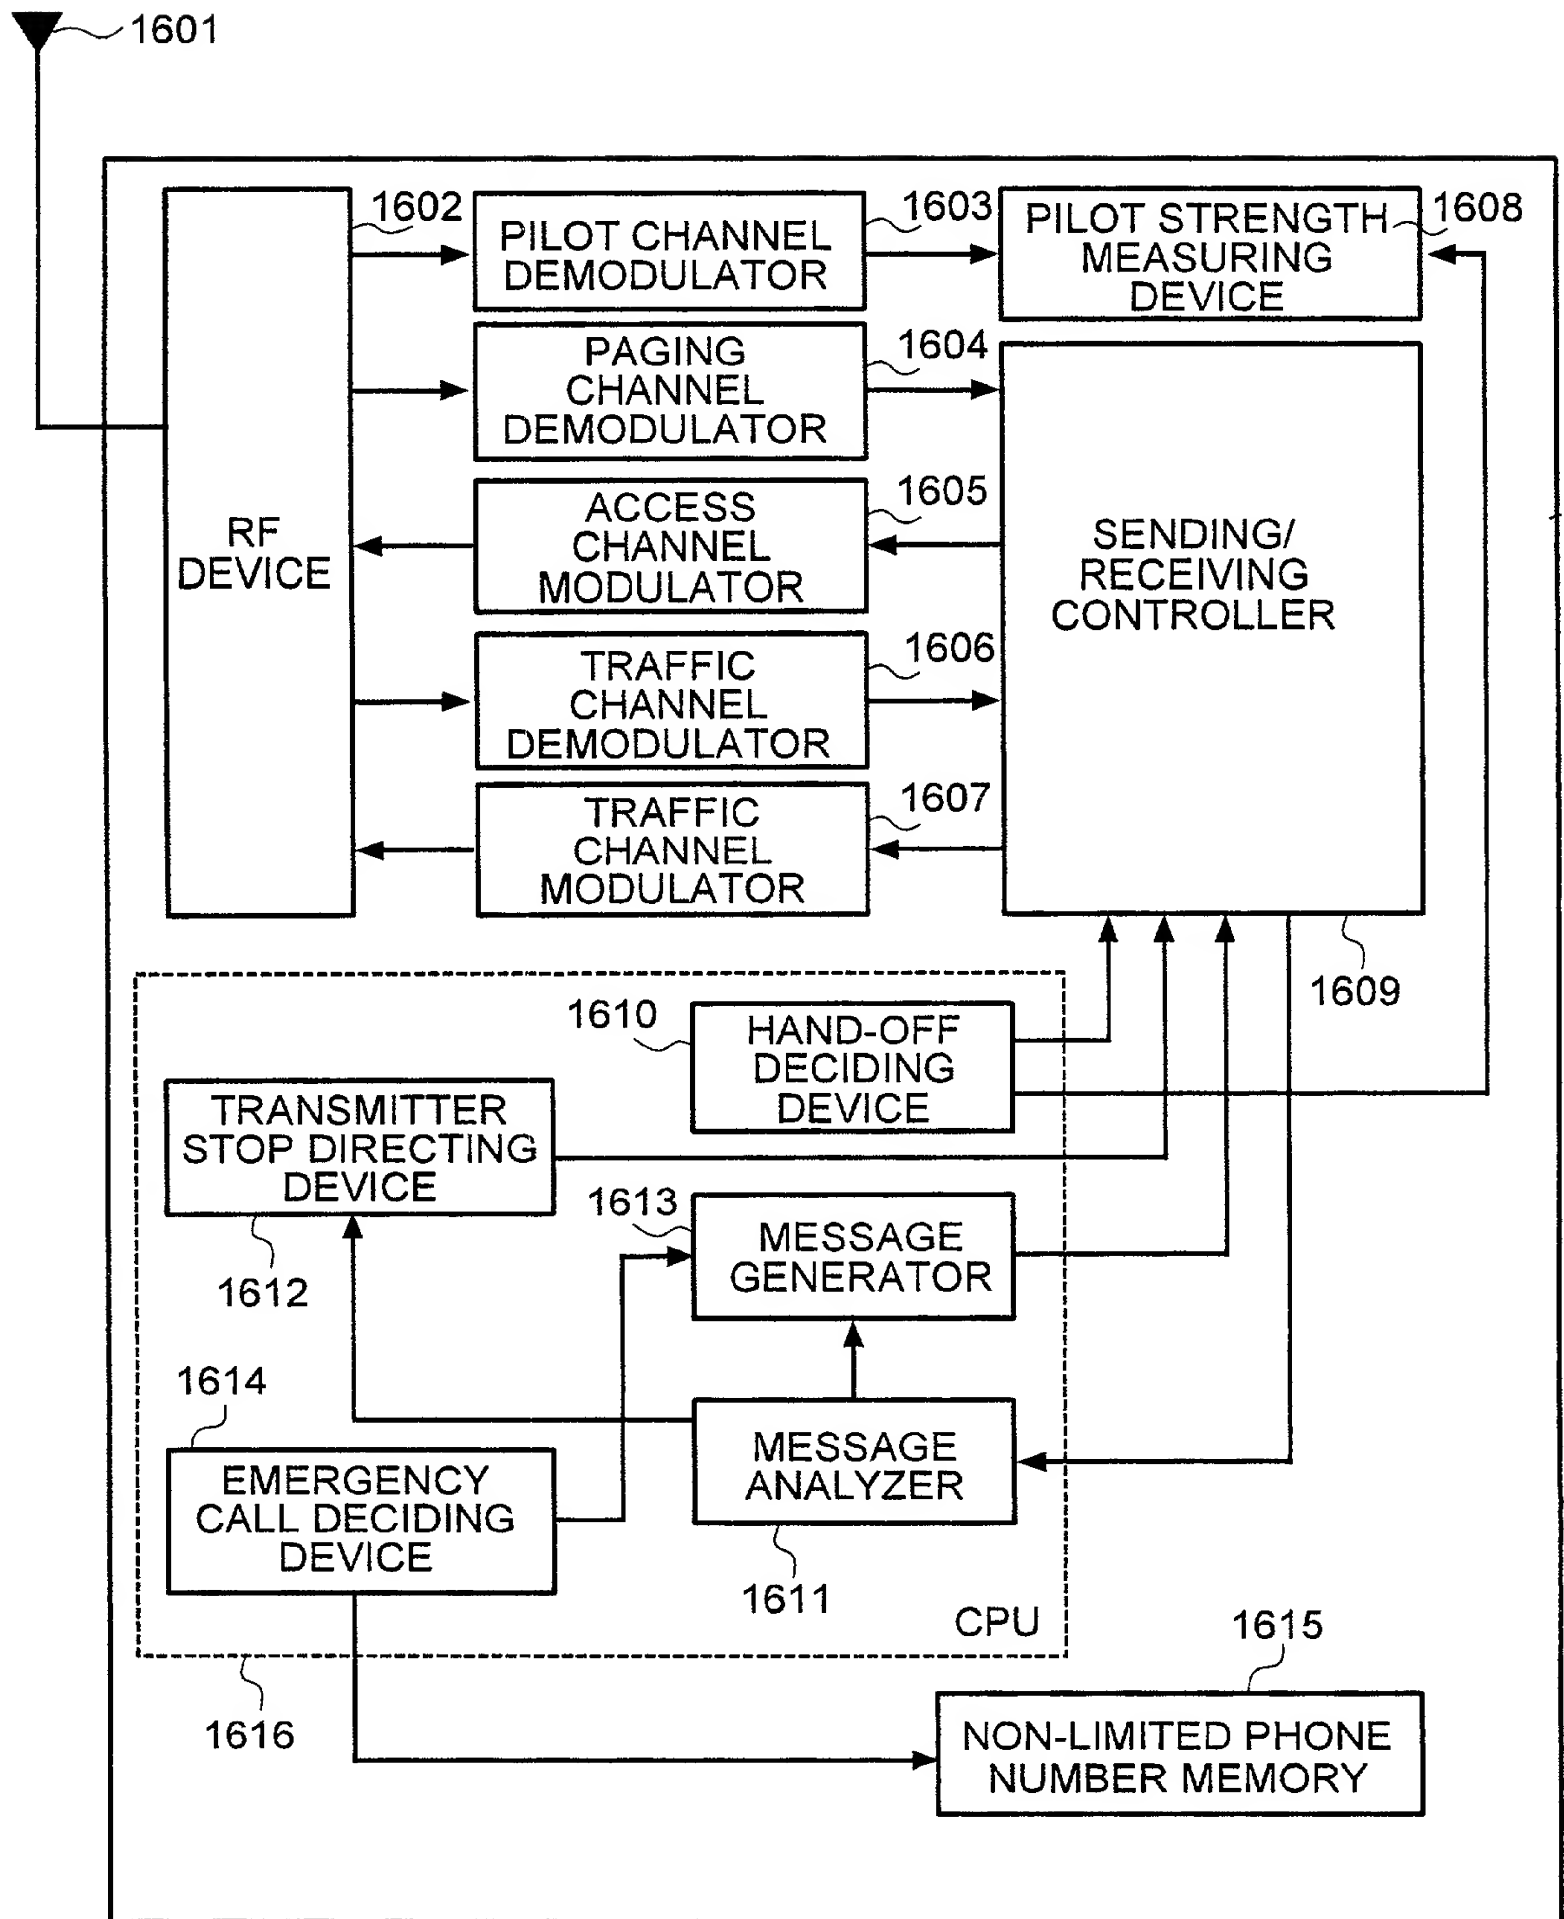 1601
1602
PILOT CHANNEL
DEMODULATOR
1603
PILOT STRENGTH
MEASURING
DEVICE
1608
PAGING
CHANNEL
DEMODULATOR
1604
RF
DEVICE
ACCESS
CHANNEL
MODULATOR
1605
SENDING/
RECEIVING
CONTROLLER
TRAFFIC
CHANNEL
DEMODULATOR
1606
TRAFFIC
CHANNEL
MODULATOR
1607
1609
1610
HAND-OFF
DECIDING
DEVICE
TRANSMITTER
STOP DIRECTING
DEVICE
1612
1613
MESSAGE
GENERATOR
1614
EMERGENCY
CALL DECIDING
DEVICE
MESSAGE
ANALYZER
1611
CPU
1616
1615
NON-LIMITED PHONE
NUMBER MEMORY